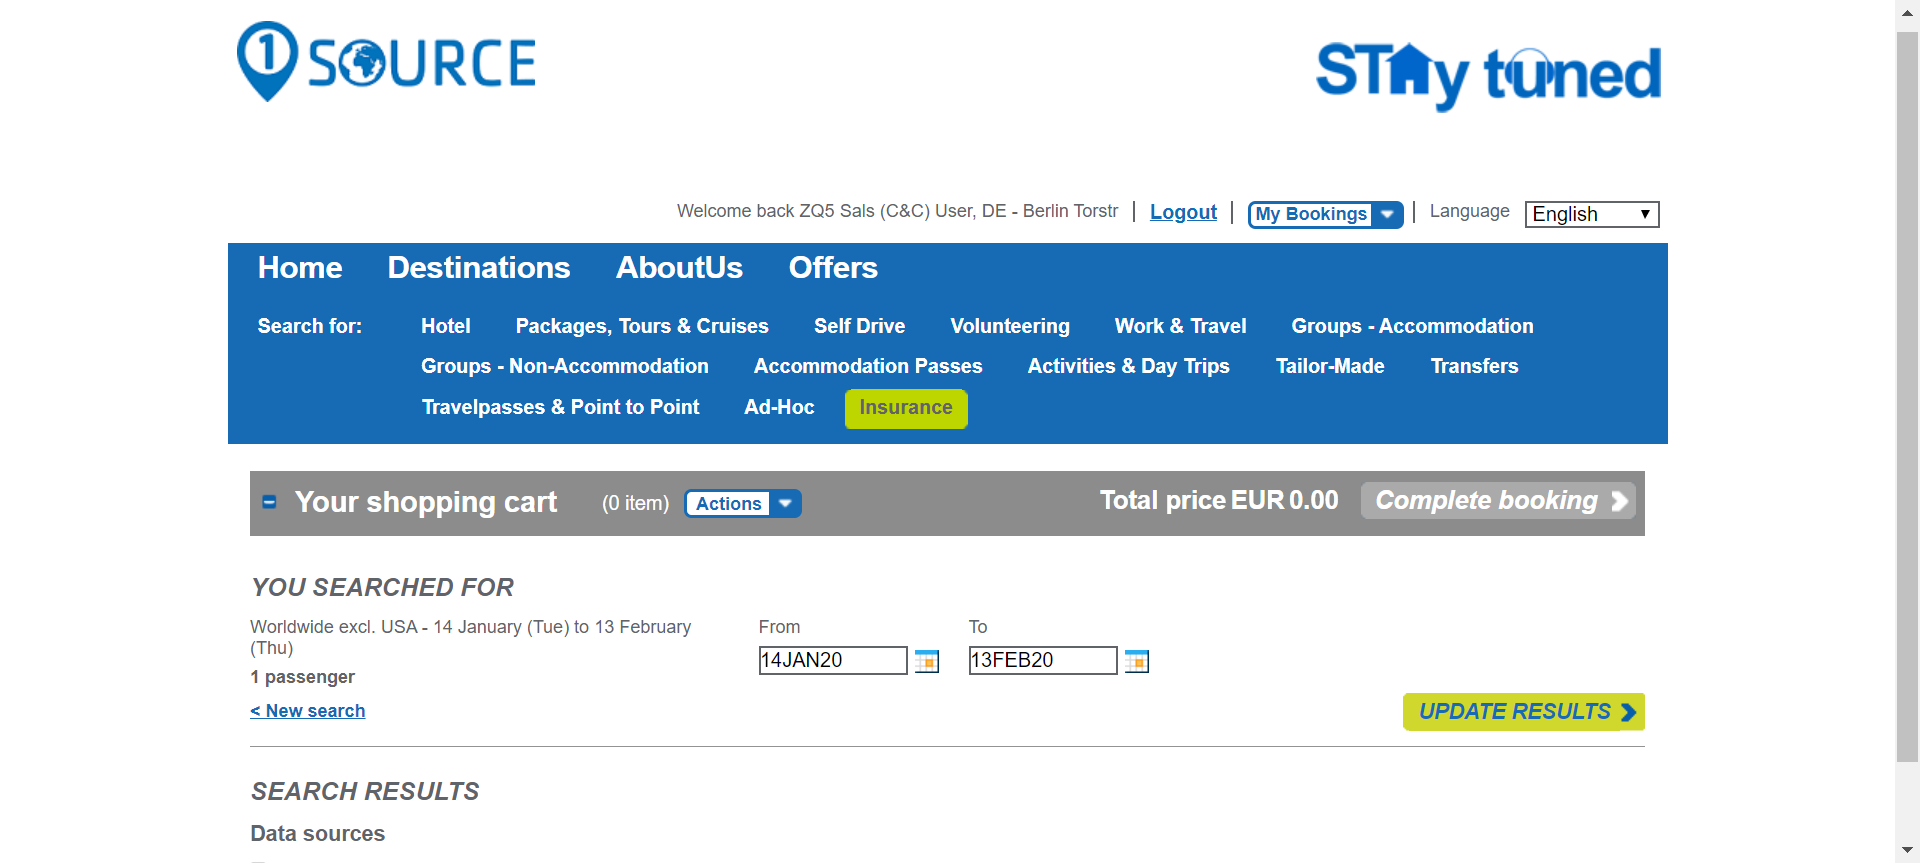 1 SOURCE
STAy tuned
Welcome back ZQ5 Sals (C&C) User, DE - Berlin Torstr | Logout | My Bookings | Language English
Home Destinations AboutUs Offers
Search for: Hotel Packages, Tours & Cruises Self Drive Volunteering Work & Travel Groups - Accommodation
Groups - Non-Accommodation Accommodation Passes Activities & Day Trips Tailor-Made Transfers
Travelpasses & Point to Point Ad-Hoc Insurance
Your shopping cart (0 item) Actions Total price EUR 0.00 Complete booking
YOU SEARCHED FOR
Worldwide excl. USA - 14 January (Tue) to 13 February
(Thu)
From To
14JAN20 13FEB20
1 passenger
< New search
UPDATE RESULTS
SEARCH RESULTS
Data sources